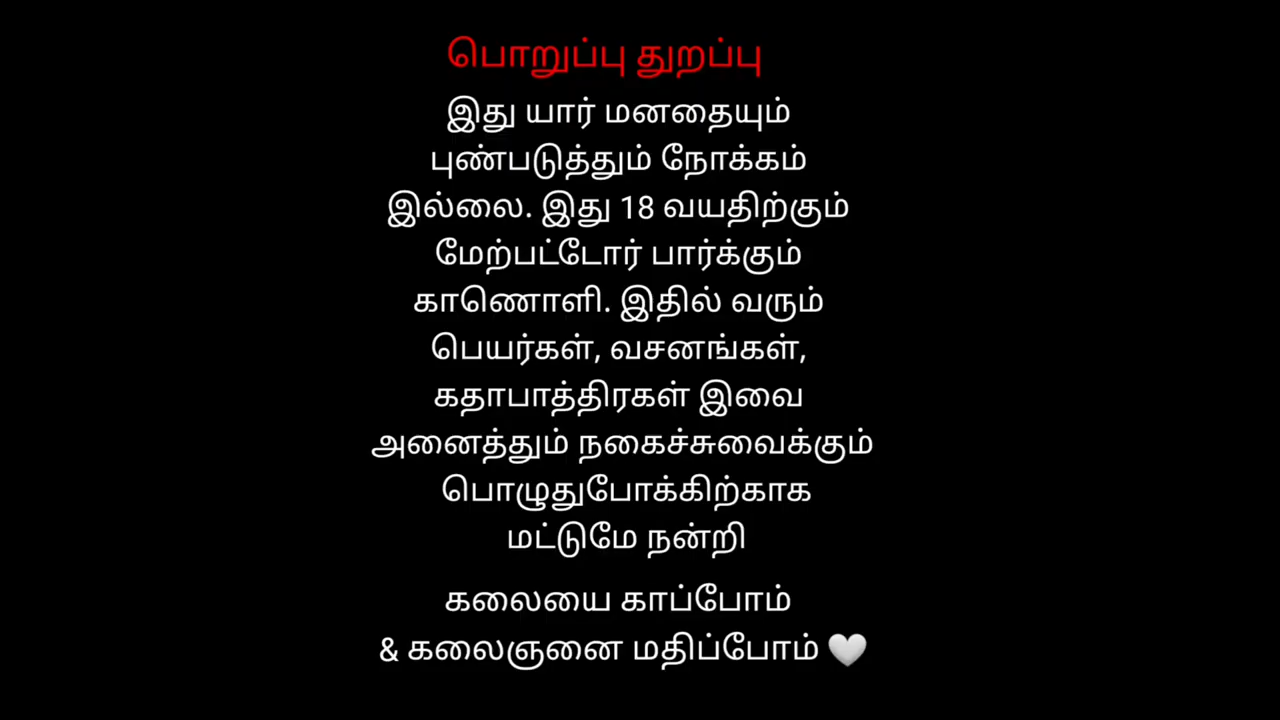 பொறுப்பு துறப்பு
இது யார் மனதையும்
புண்படுத்தும் நோக்கம்
இல்லை. இது 18 வயதிற்கும்
மேற்பட்டோர் பார்க்கும்
காணொளி. இதில் வரும்
பெயர்கள், வசனங்கள்,
கதாபாத்திரகள் இவை
அனைத்தும் நகைச்சுவைக்கும்
பொழுதுபோக்கிற்காக
மட்டுமே நன்றி
கலையை காப்போம்
& கலைஞனை மதிப்போம் 🤍